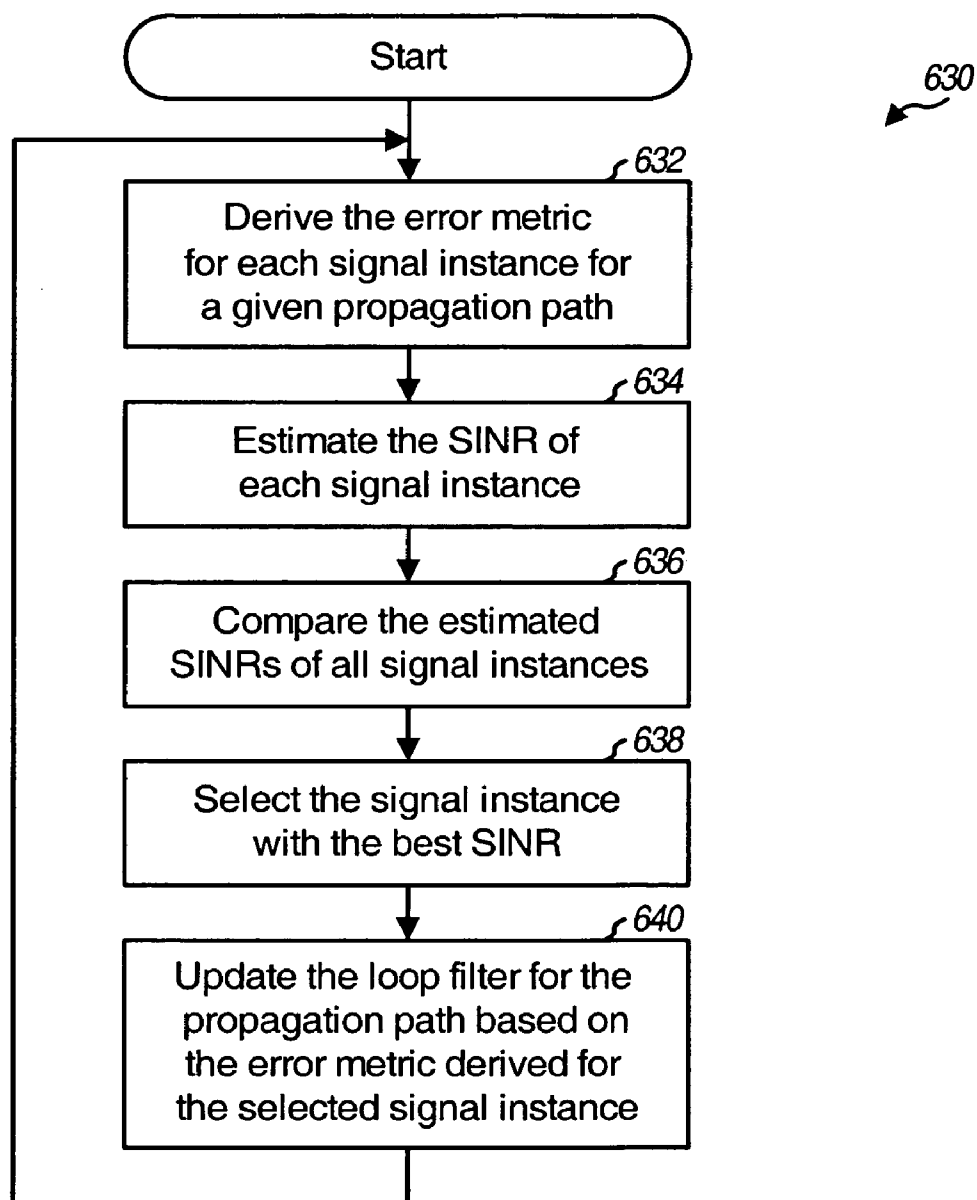 Start
630
632
Derive the error metric
for each signal instance for
a given propagation path
634
Estimate the SINR of
each signal instance
636
Compare the estimated
SINRs of all signal instances
638
Select the signal instance
with the best SINR
640
Update the loop filter for the
propagation path based on
the error metric derived for
the selected signal instance